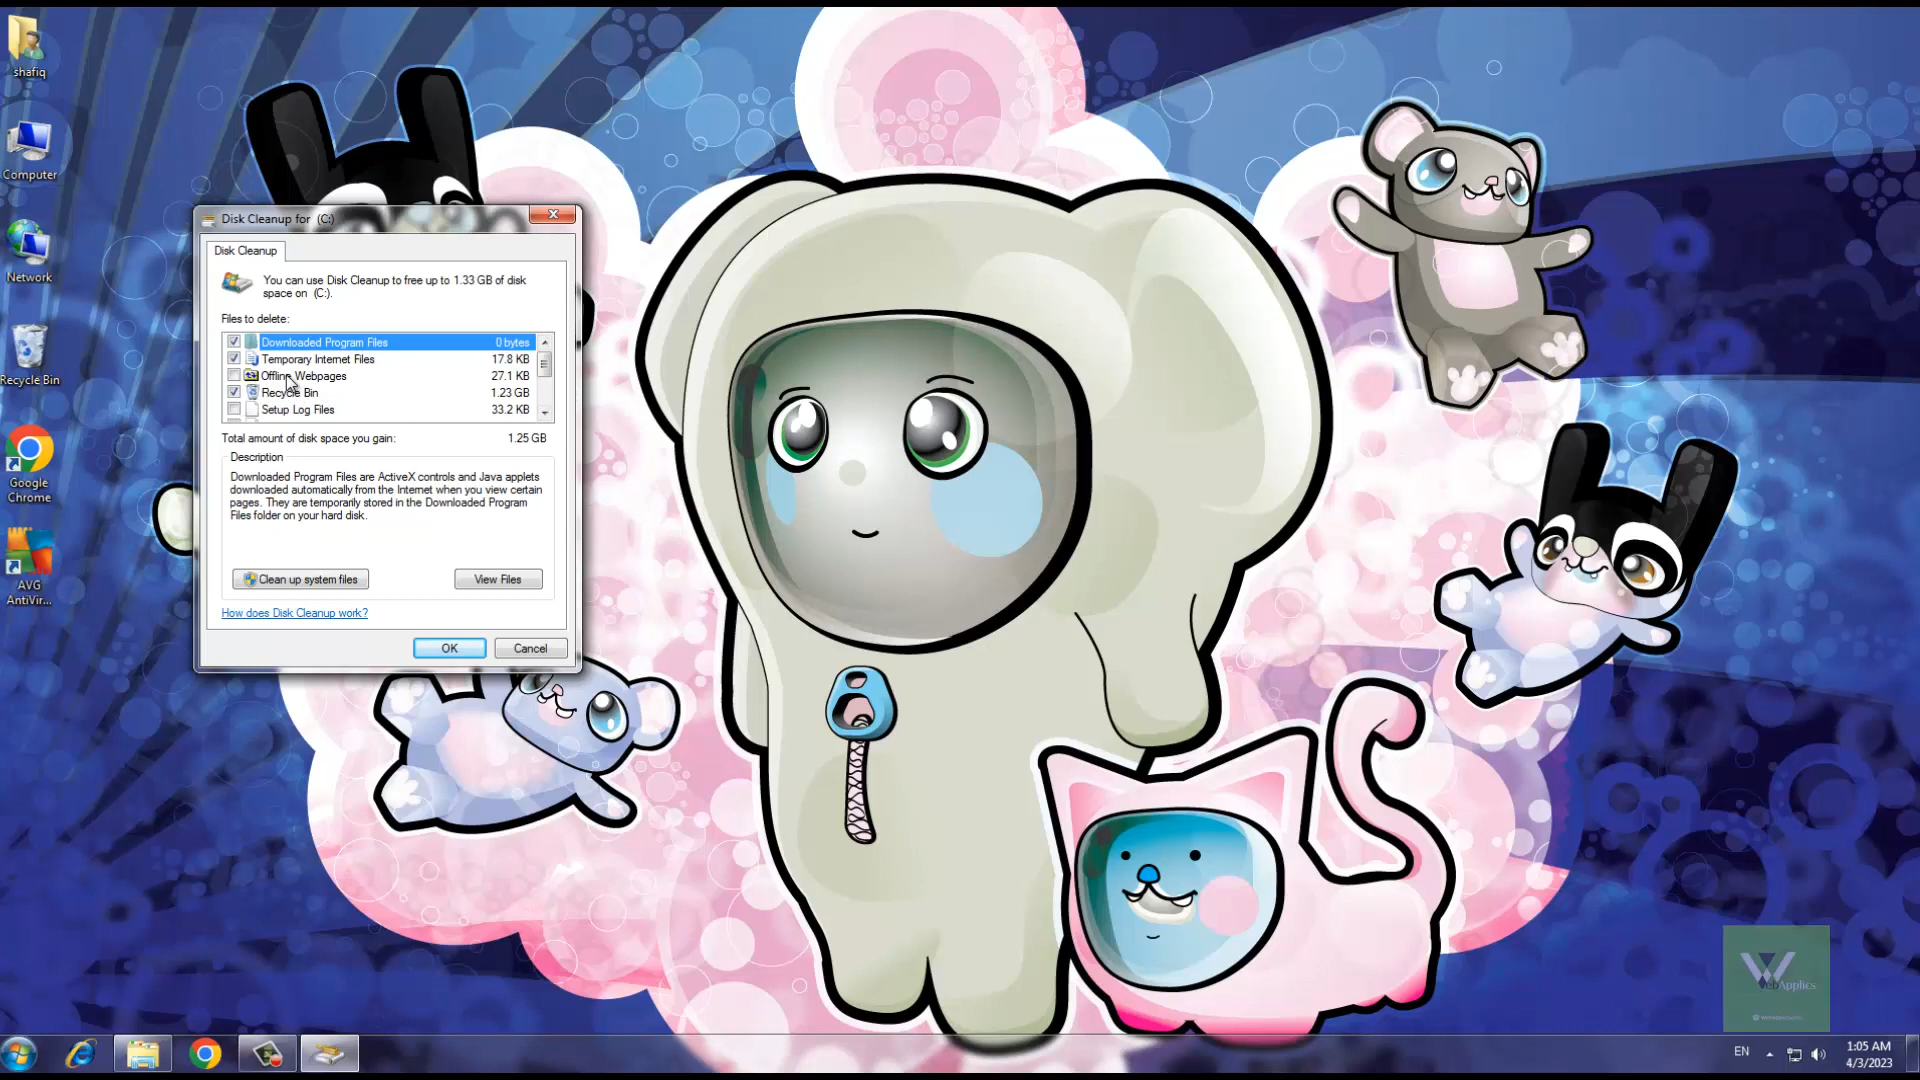 shafiq
Computer
Network
Recycle Bin
Google
Chrome
AVG
AntiVir...
Disk Cleanup for (C:)
Disk Cleanup
You can use Disk Cleanup to free up to 1.33 GB of disk
space on (C:).
Files to delete:
Downloaded Program Files 0 bytes
Temporary Internet Files 17.8 KB
Offline Webpages 27.1 KB
Recycle Bin 1.23 GB
Setup Log Files 33.2 KB
Total amount of disk space you gain: 1.25 GB
Description
Downloaded Program Files are ActiveX controls and Java applets
downloaded automatically from the Internet when you view certain
pages. They are temporarily stored in the Downloaded Program
Files folder on your hard disk.
Clean up system files View Files
How does Disk Cleanup work?
OK Cancel
WebApplics
EN
1:05 AM
4/3/2023